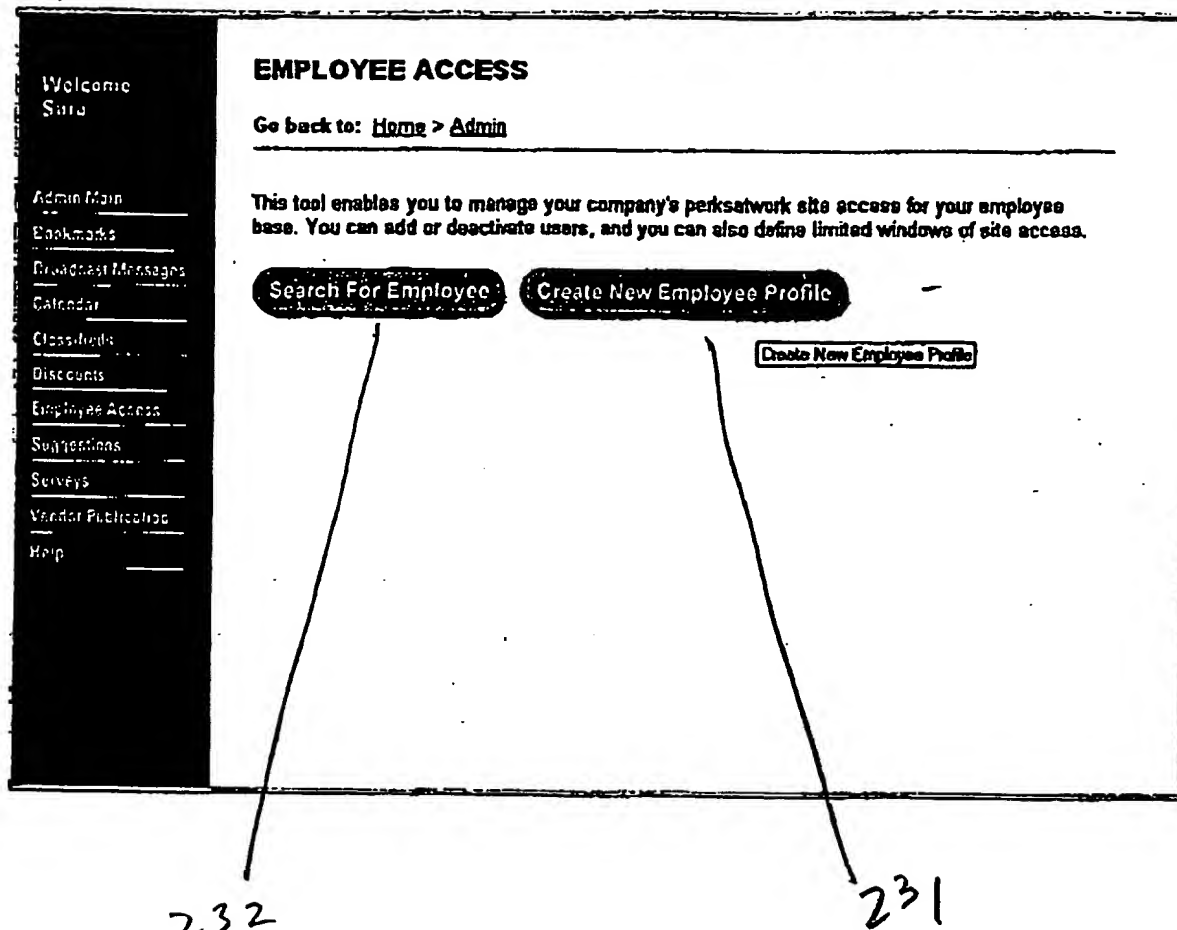 Welcome
Sara
Admin Main
Bookmarks
Broadcast Messages
Calendar
Classifieds
Discounts
Employee Access
Suggestions
Surveys
Vendor Publication
Help
EMPLOYEE ACCESS
Go back to: Home > Admin
This tool enables you to manage your company's perksatwork site access for your employee
base. You can add or deactivate users, and you can also define limited windows of site access.
Search For Employee Create New Employee Profile
Create New Employee Profile
232 231